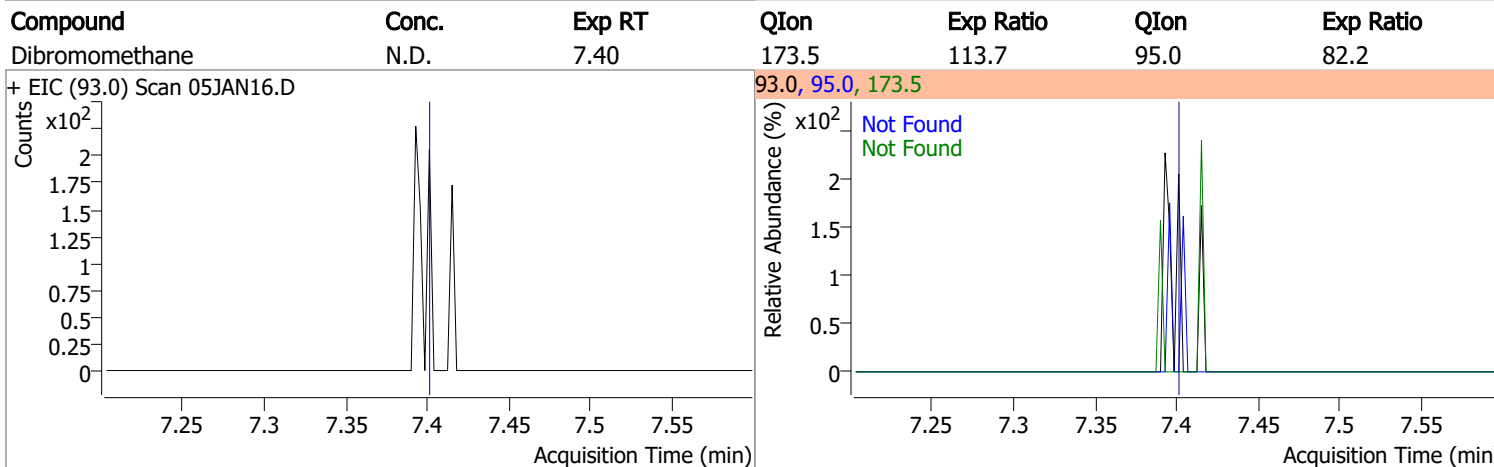 Compound Conc. Exp RT QIon Exp Ratio QIon Exp Ratio
Dibromomethane N.D. 7.40 173.5 113.7 95.0 82.2
+ EIC (93.0) Scan 05JAN16.D
Counts
x10²
2
1.75
1.5
1.25
1
0.75
0.5
0.25
0
7.25 7.3 7.35 7.4 7.45 7.5 7.55
Acquisition Time (min)
93.0, 95.0, 173.5
Relative Abundance (%)
x10²
Not Found
Not Found
2
1.5
1
0.5
0
7.25 7.3 7.35 7.4 7.45 7.5 7.55
Acquisition Time (min